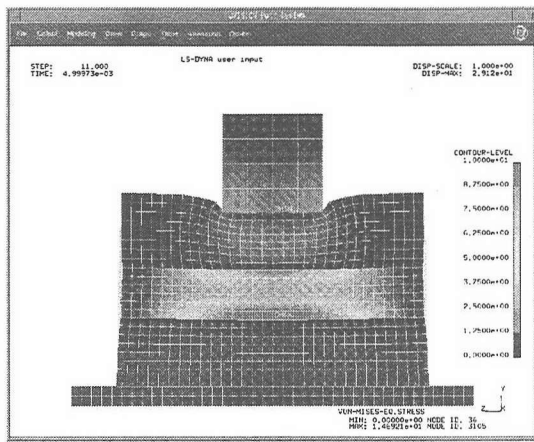 LS-DYNA user input
STEP: 11.000
TIME: 4.99973e-03
DISP-SCALE: 1.000e+00
DISP-MAX: 2.912e+01
CONTOUR-LEVEL
1.0000e+01
8.7500e+00
7.5000e+00
6.2500e+00
5.0000e+00
3.7500e+00
2.5000e+00
1.2500e+00
0.0000e+00
Y
Z X
VON-MISES-EQ.STRESS
MIN: 0.00000e+00 NODE ID. 36
MAX: 1.46921e+01 NODE ID. 3105